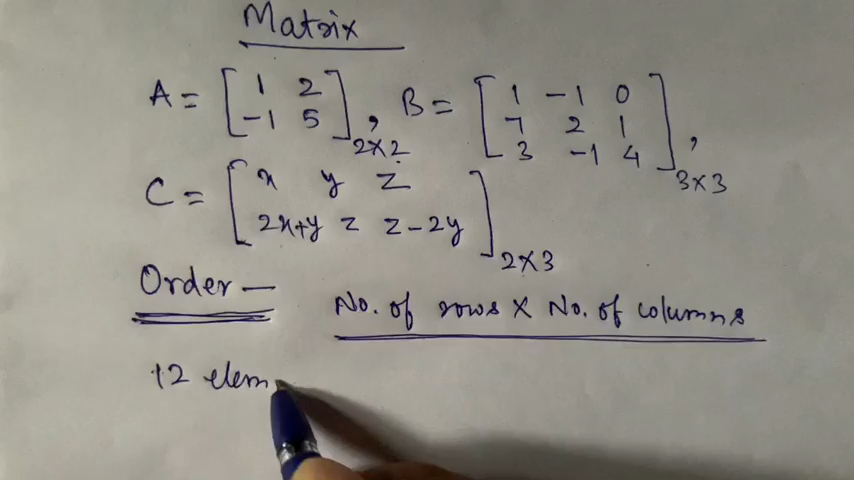 Matrix
A = [ 1 2 , B = [ 1 -1 0
-1 5 ] 2×2 7 2 1
3 -1 4 ] 3×3 ,
C = [ x y z
2x+y z z-2y ] 2×3
Order —
No. of rows × No. of columns
12 elem